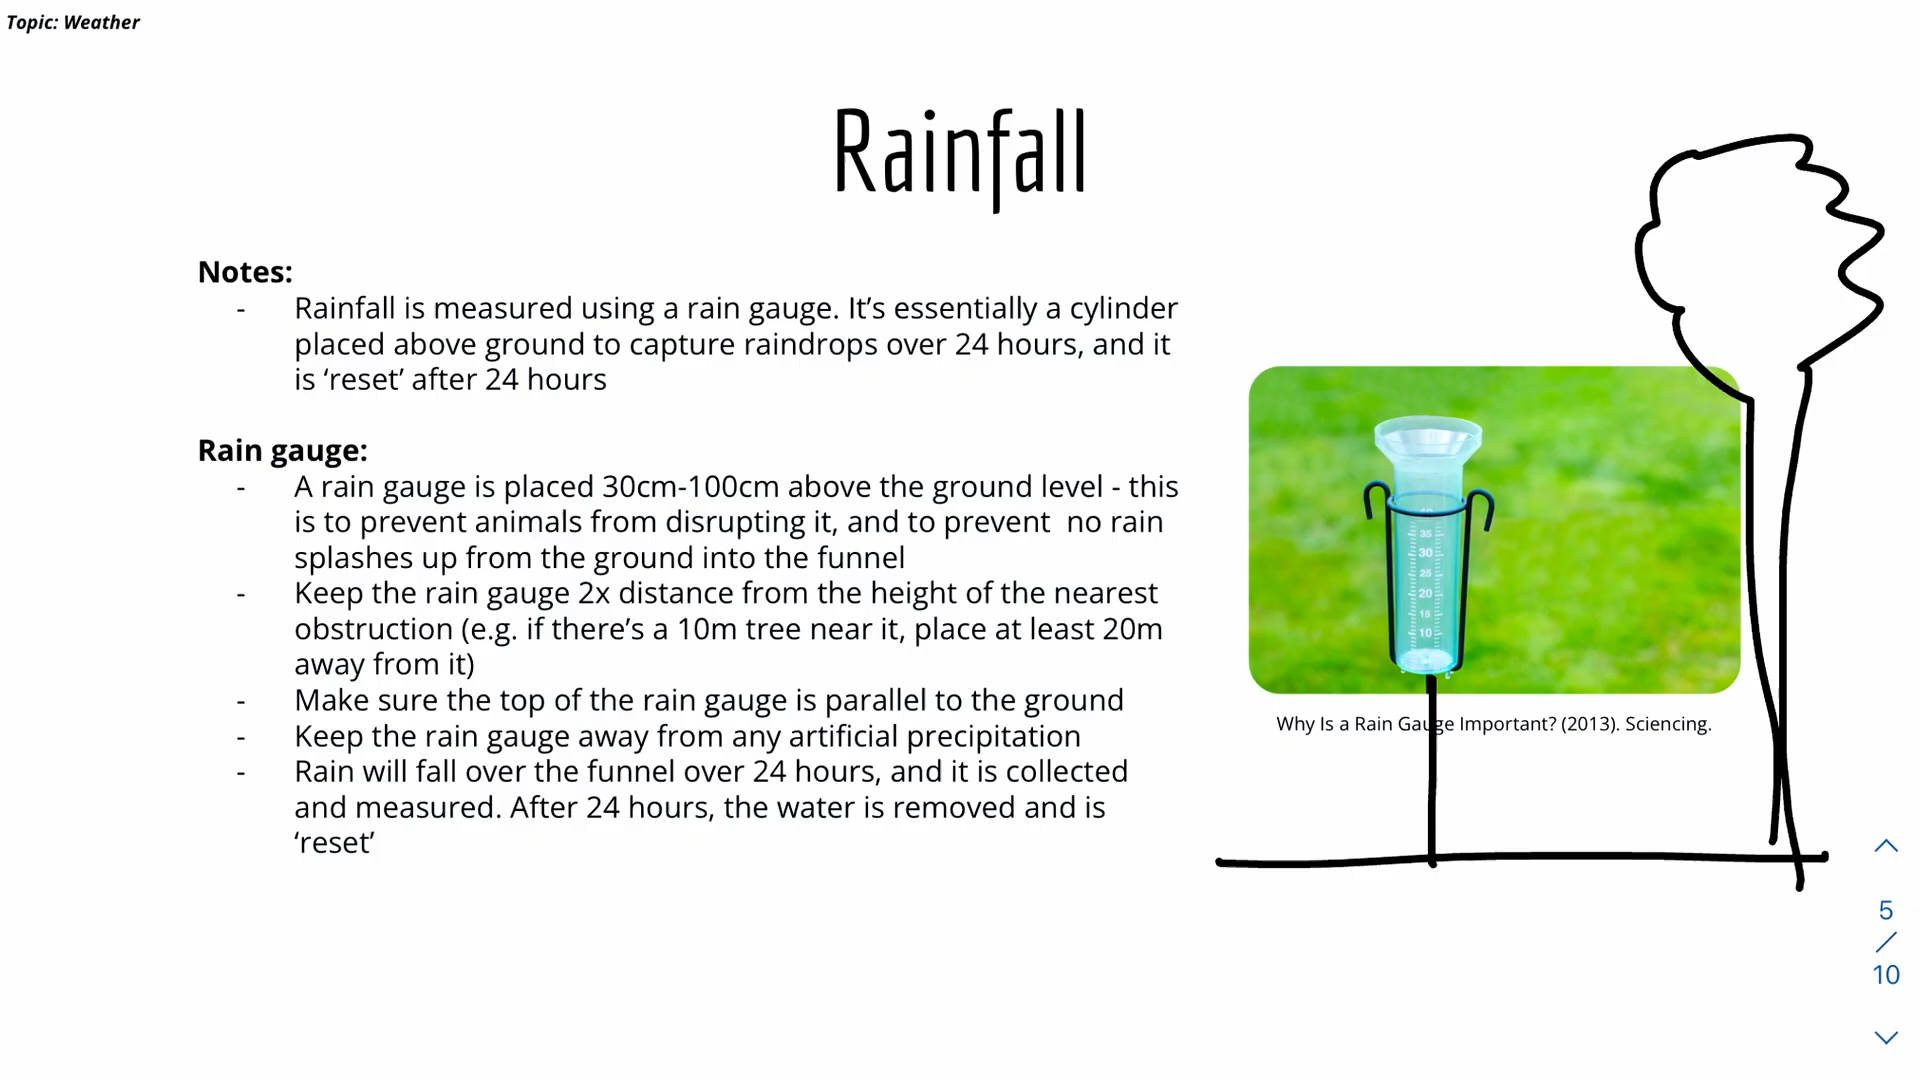 Topic: Weather
Rainfall
Notes:
- Rainfall is measured using a rain gauge. It’s essentially a cylinder
placed above ground to capture raindrops over 24 hours, and it
is ‘reset’ after 24 hours
Rain gauge:
- A rain gauge is placed 30cm-100cm above the ground level - this
is to prevent animals from disrupting it, and to prevent  no rain
splashes up from the ground into the funnel
- Keep the rain gauge 2x distance from the height of the nearest
obstruction (e.g. if there’s a 10m tree near it, place at least 20m
away from it)
- Make sure the top of the rain gauge is parallel to the ground
- Keep the rain gauge away from any artificial precipitation
- Rain will fall over the funnel over 24 hours, and it is collected
and measured. After 24 hours, the water is removed and is
‘reset’
35
30
25
20
15
10
Why Is a Rain Gauge Important? (2013). Sciencing.
5
/
10